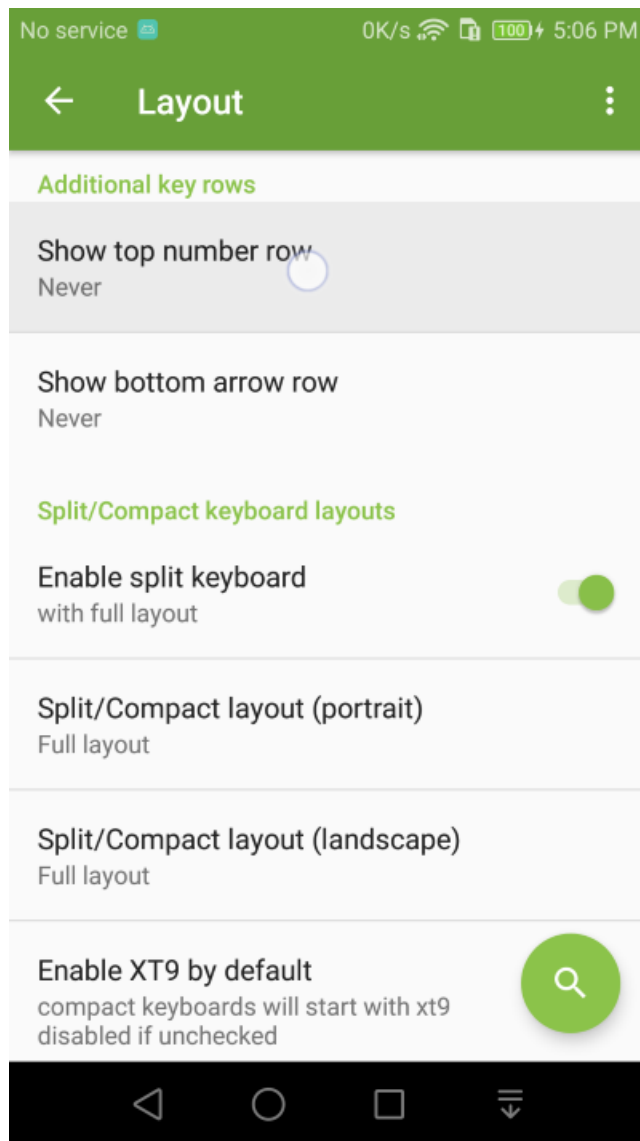 No service 0K/s 100 5:06 PM
Layout
Additional key rows
Show top number row
Never
Show bottom arrow row
Never
Split/Compact keyboard layouts
Enable split keyboard
with full layout
Split/Compact layout (portrait)
Full layout
Split/Compact layout (landscape)
Full layout
Enable XT9 by default
compact keyboards will start with xt9
disabled if unchecked